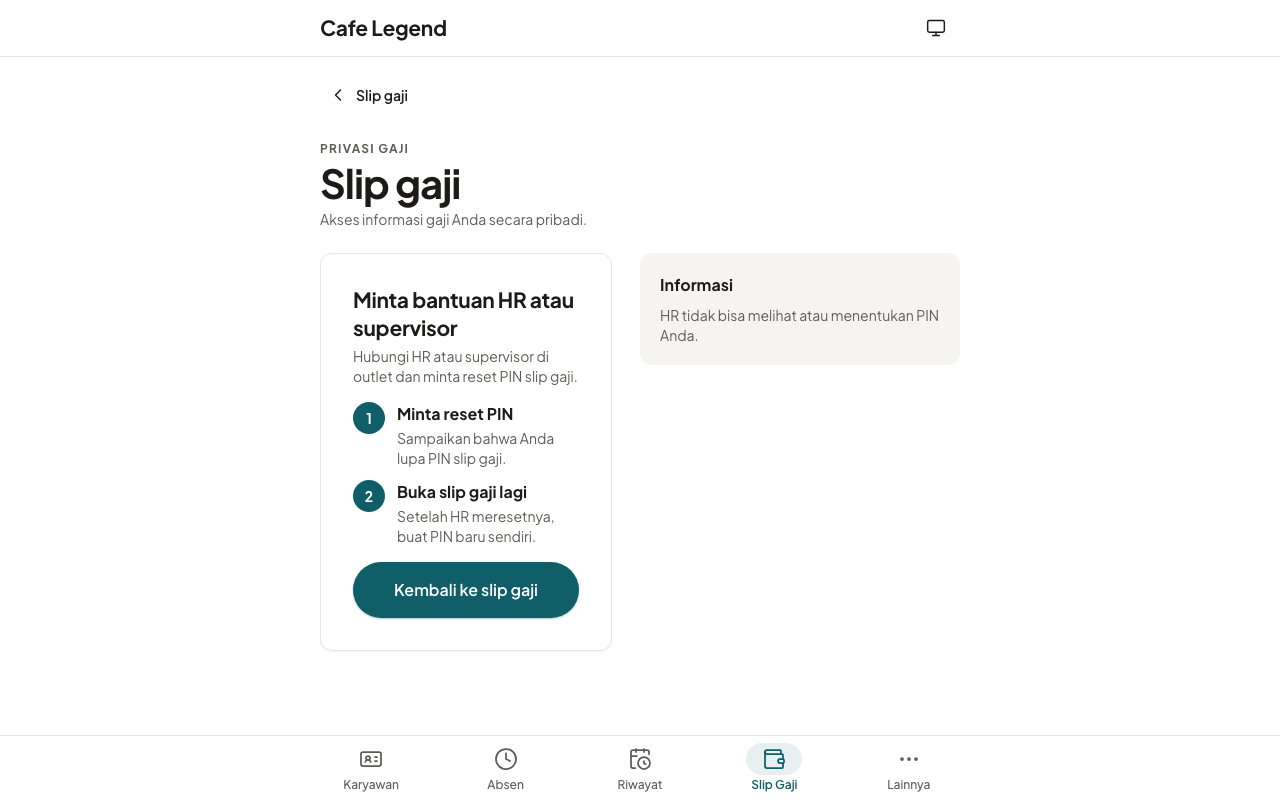 Cafe Legend
Slip gaji
PRIVASI GAJI
Slip gaji
Akses informasi gaji Anda secara pribadi.
Minta bantuan HR atau
supervisor
Hubungi HR atau supervisor di
outlet dan minta reset PIN slip gaji.
1
Minta reset PIN
Sampaikan bahwa Anda
lupa PIN slip gaji.
2
Buka slip gaji lagi
Setelah HR meresetnya,
buat PIN baru sendiri.
Kembali ke slip gaji
Informasi
HR tidak bisa melihat atau menentukan PIN
Anda.
Karyawan
Absen
Riwayat
Slip Gaji
Lainnya